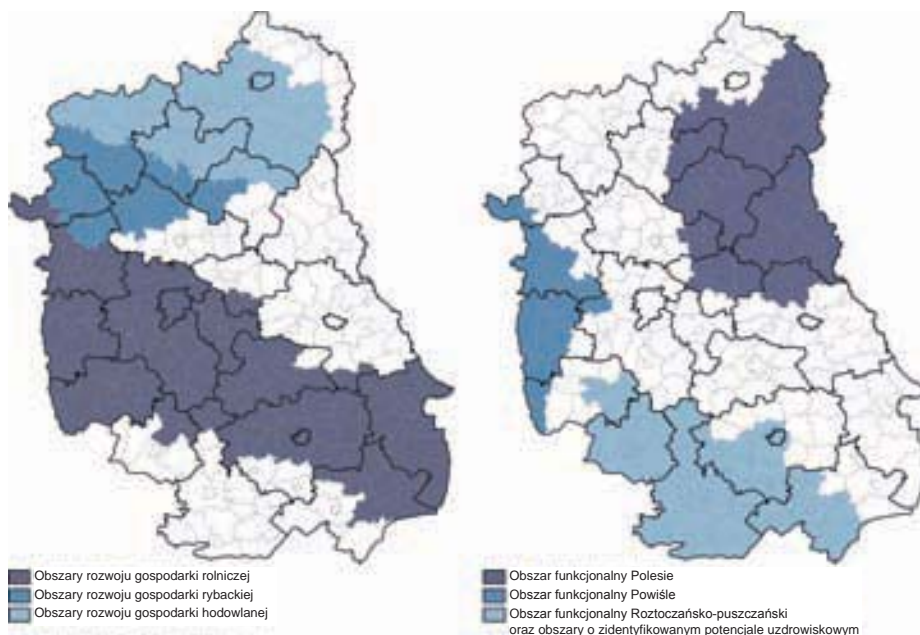 Obszary rozwoju gospodarki rolniczej
Obszary rozwoju gospodarki rybackiej
Obszary rozwoju gospodarki hodowlanej
Obszar funkcjonalny Polesie
Obszar funkcjonalny Powiśle
Obszar funkcjonalny Roztoczańsko-puszczański
oraz obszary o zidentyfikowanym potencjale uzdrowiskowym